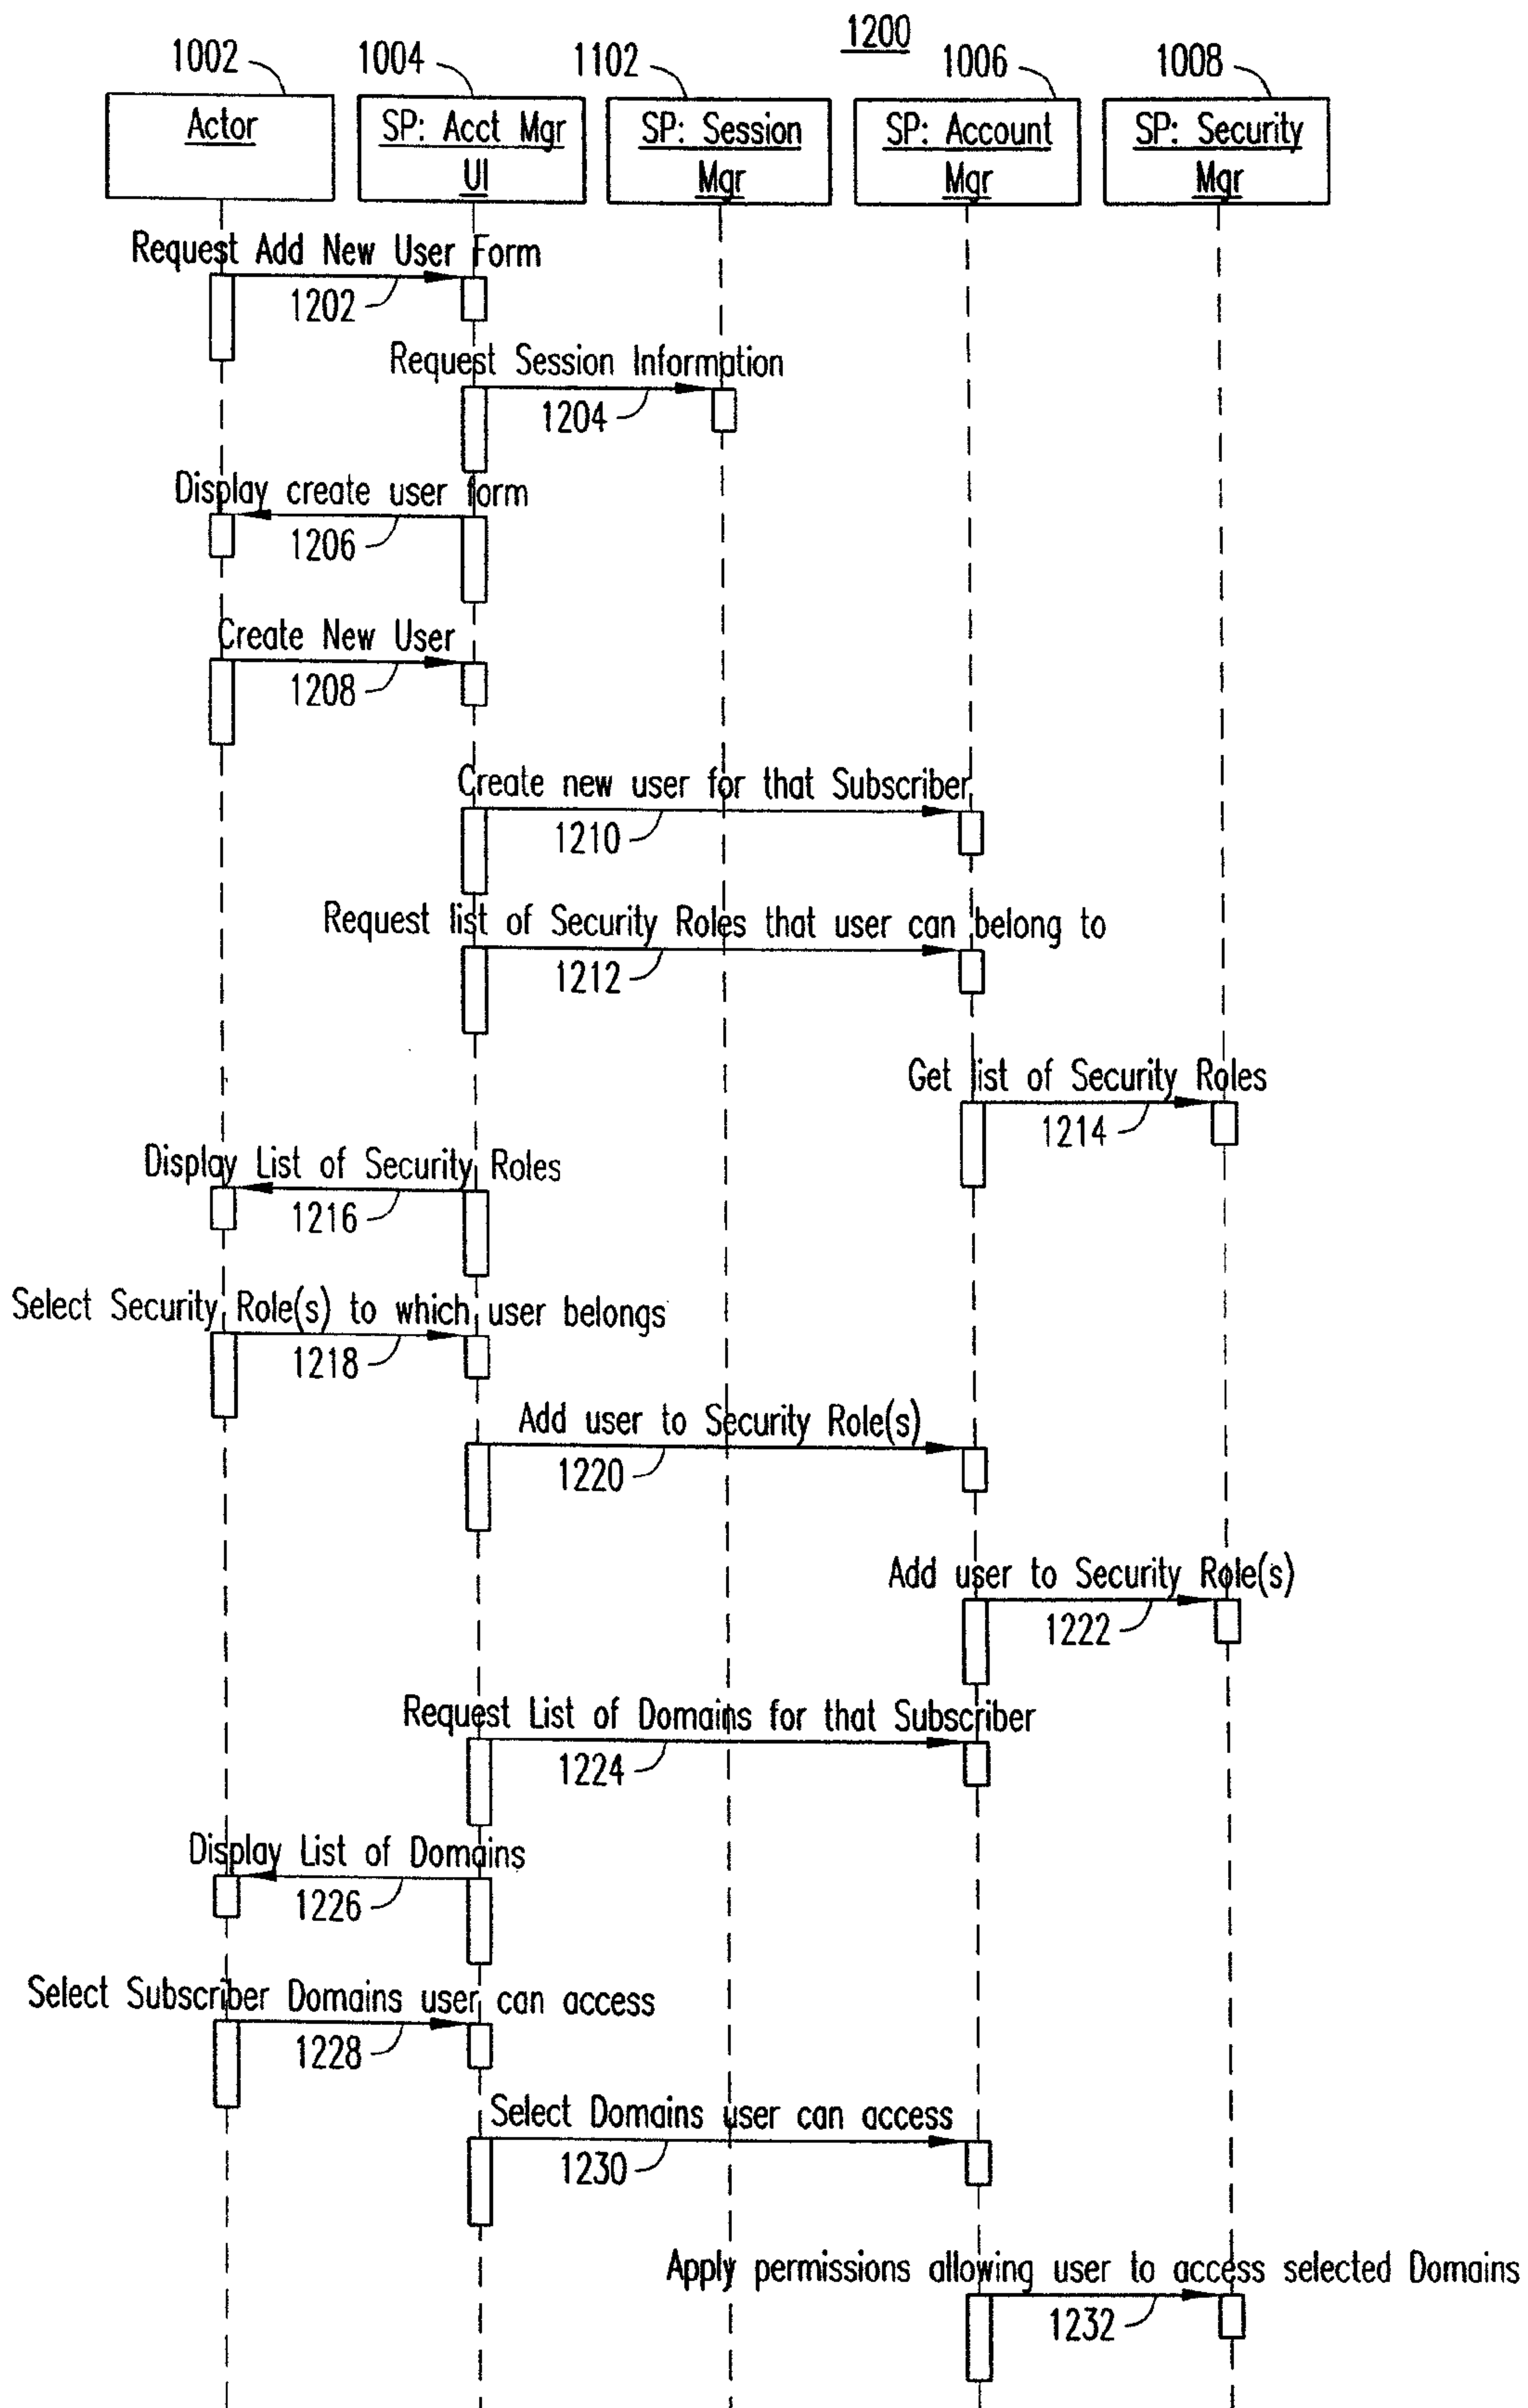 1200
1002
1004
1102
1006
1008
Actor
SP: Acct Mgr
UI
SP: Session
Mgr
SP: Account
Mgr
SP: Security
Mgr
Request Add New User Form
1202
Request Session Information
1204
Display create user form
1206
Create New User
1208
Create new user for that Subscriber
1210
Request list of Security Roles that user can belong to
1212
Get list of Security Roles
1214
Display List of Security Roles
1216
Select Security Role(s) to which user belongs
1218
Add user to Security Role(s)
1220
Add user to Security Role(s)
1222
Request List of Domains for that Subscriber
1224
Display List of Domains
1226
Select Subscriber Domains user can access
1228
Select Domains user can access
1230
Apply permissions allowing user to access selected Domains
1232